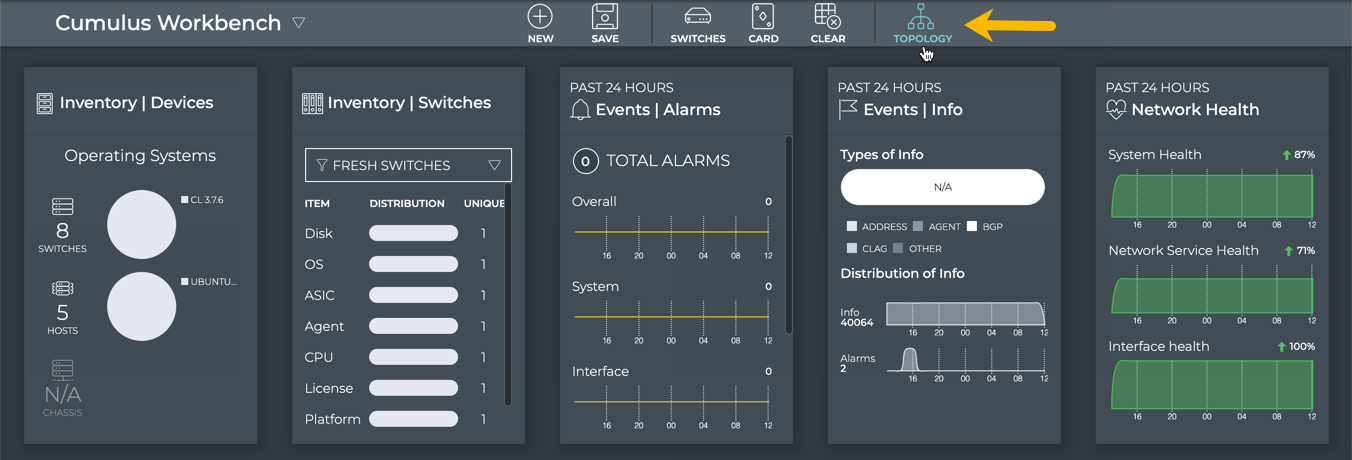 Cumulus Workbench
NEW
SAVE
SWITCHES
CARD
CLEAR
TOPOLOGY
Inventory | Devices
Operating Systems
8
SWITCHES
CL 3.7.6
5
HOSTS
UBUNTU...
N/A
CHASSIS
Inventory | Switches
FRESH SWITCHES
ITEM DISTRIBUTION UNIQUE
Disk 1
OS 1
ASIC 1
Agent 1
CPU 1
License 1
Platform 1
PAST 24 HOURS
Events | Alarms
0 TOTAL ALARMS
Overall 0
16 20 00 04 08 12
System 0
16 20 00 04 08 12
Interface 0
16 20 00 04 08 12
PAST 24 HOURS
Events | Info
Types of Info
N/A
ADDRESS AGENT BGP
CLAG OTHER
Distribution of Info
Info
40064
16 20 00 04 08 12
Alarms
2
16 20 00 04 08 12
PAST 24 HOURS
Network Health
System Health 87%
16 20 00 04 08 12
Network Service Health 71%
16 20 00 04 08 12
Interface health 100%
16 20 00 04 08 12